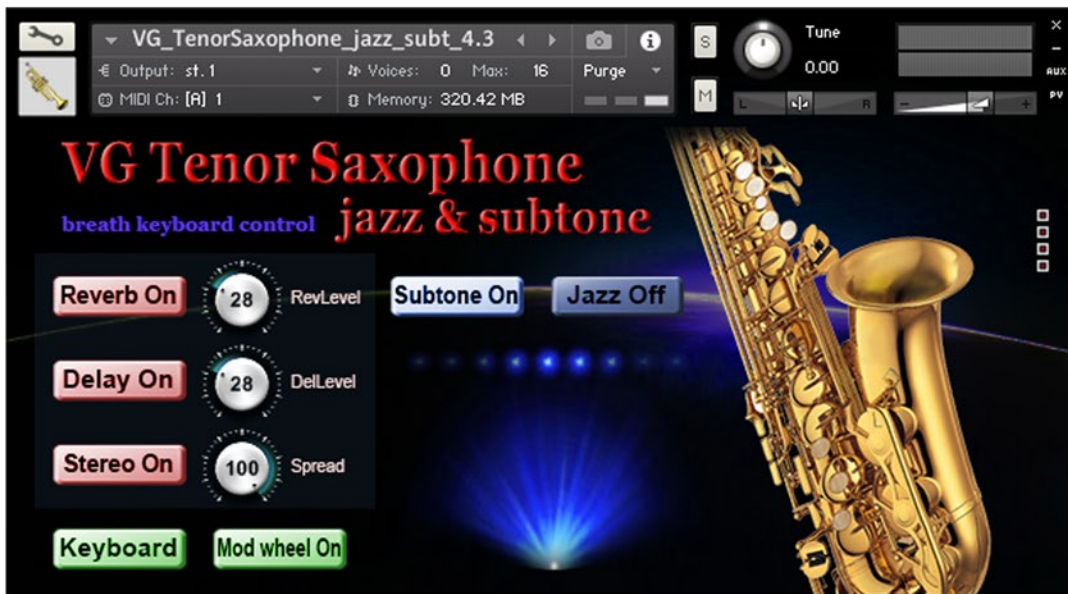 VG_TenorSaxophone_jazz_subt_4.3
Output: st.1
Voices: 0 Max: 16
Purge
MIDI Ch: [A] 1
Memory: 320.42 MB
S
M
Tune
0.00
L R
- +
×
–
AUX
PV
VG Tenor Saxophone
breath keyboard control jazz & subtone
Reverb On 28 RevLevel Subtone On Jazz Off
Delay On 28 DelLevel
Stereo On 100 Spread
Keyboard Mod wheel On